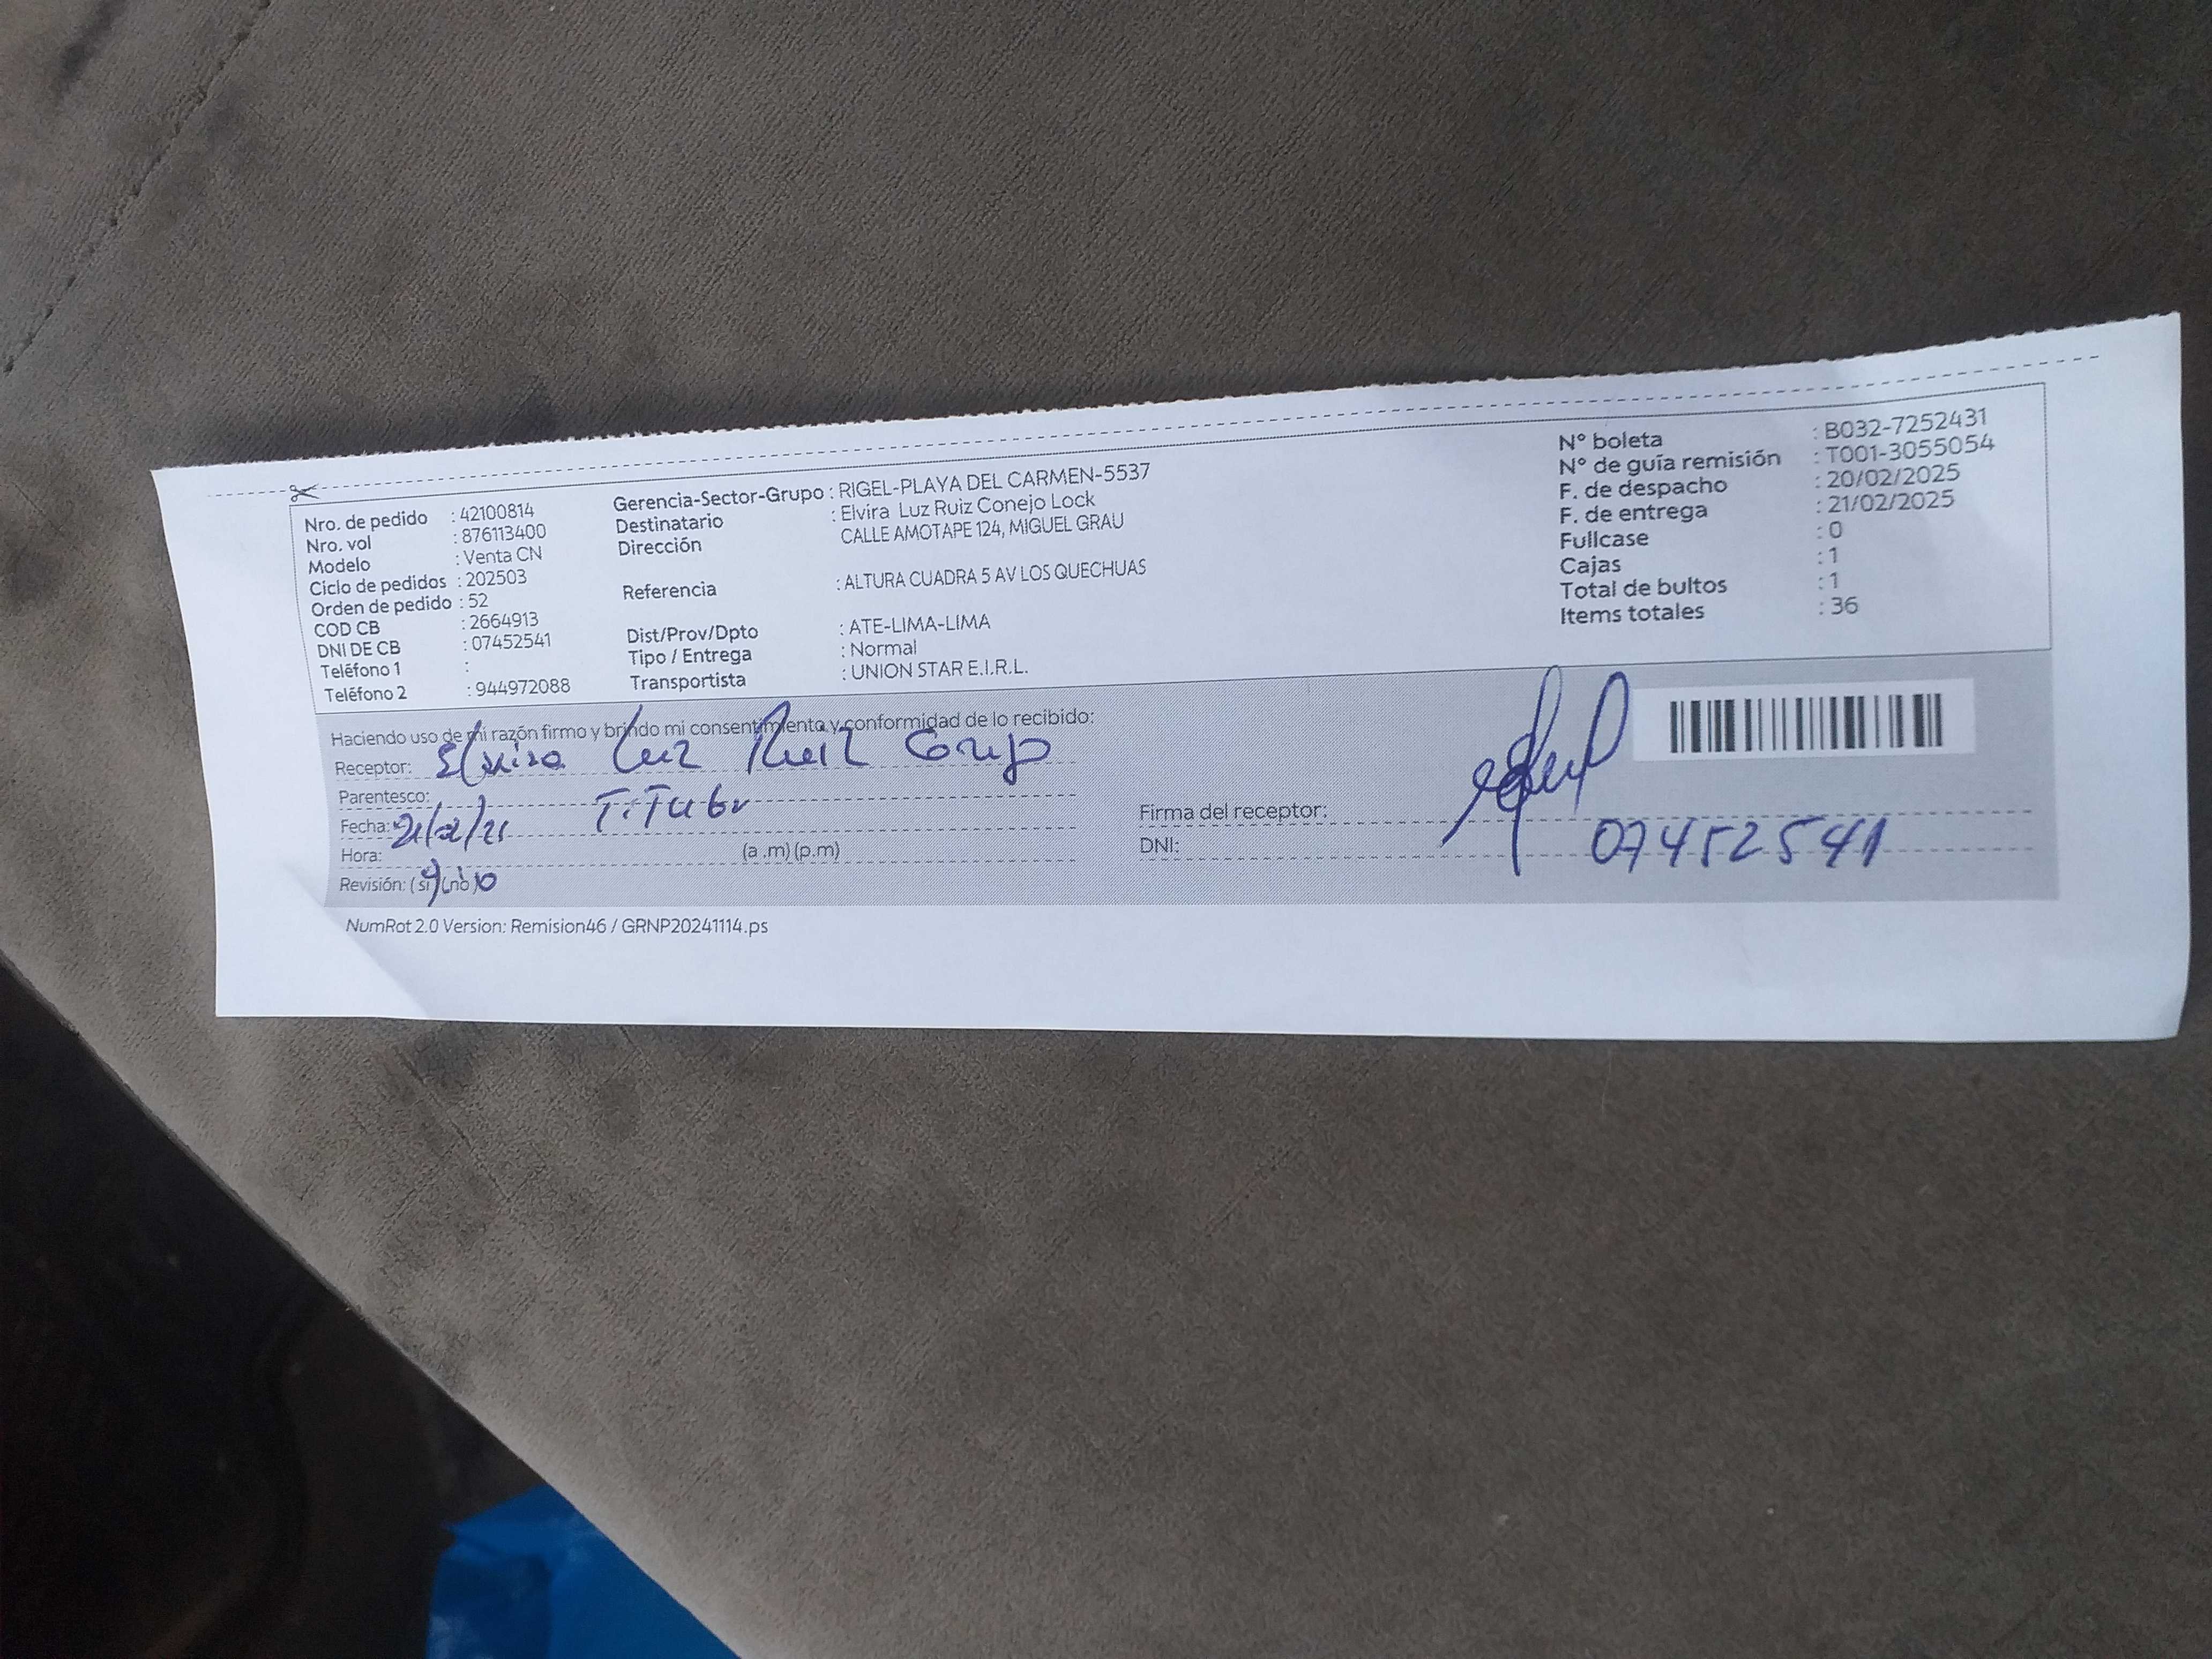 Nro. de pedido : 42100814
Nro. vol : 876113400
Modelo : Venta CN
Ciclo de pedidos : 202503
Orden de pedido : 52
COD CB : 2664913
DNI DE CB : 07452541
Teléfono 1 :
Teléfono 2 : 944972088
Gerencia-Sector-Grupo : RIGEL-PLAYA DEL CARMEN-5537
Destinatario : Elvira Luz Ruiz Conejo Lock
Dirección CALLE AMOTAPE 124, MIGUEL GRAU
Referencia : ALTURA CUADRA 5 AV LOS QUECHUAS
Dist/Prov/Dpto : ATE-LIMA-LIMA
Tipo / Entrega : Normal
Transportista : UNION STAR E.I.R.L.
N° boleta : B032-7252431
N° de guía remisión : T001-3055054
F. de despacho : 20/02/2025
F. de entrega : 21/02/2025
Fullcase : 0
Cajas : 1
Total de bultos : 1
Items totales : 36
Haciendo uso de mi razón firmo y brindo mi consentimiento y conformidad de lo recibido:
Receptor: Elvira Luz Ruiz
Parentesco:
Fecha:
Hora: (a .m) (p.m)
Revisión: (si) (no)
Firma del receptor:
DNI: 07452541
NumRot 2.0 Version: Remision46 / GRNP20241114.ps